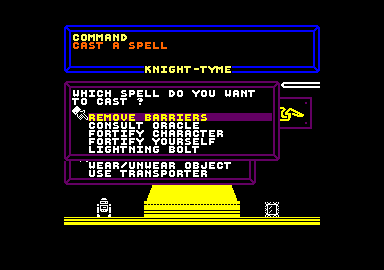 COMMAND
CAST A SPELL
KNIGHT-TYME
WHICH SPELL DO YOU WANT
TO CAST ?
REMOVE BARRIERS
CONSULT ORACLE
FORTIFY CHARACTER
FORTIFY YOURSELF
LIGHTNING BOLT
WEAR/UNWEAR OBJECT
USE TRANSPORTER